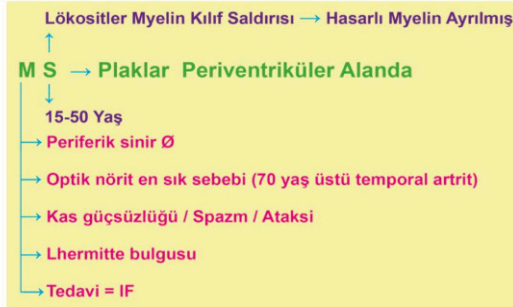 Lökositler Myelin Kılıf Saldırısı → Hasarlı Myelin Ayrılmış
M S → Plaklar Periventriküler Alanda
15-50 Yaş
Periferik sinir Ø
Optik nörit en sık sebebi (70 yaş üstü temporal artrit)
Kas güçsüzlüğü / Spazm / Ataksi
Lhermitte bulgusu
Tedavi = IF